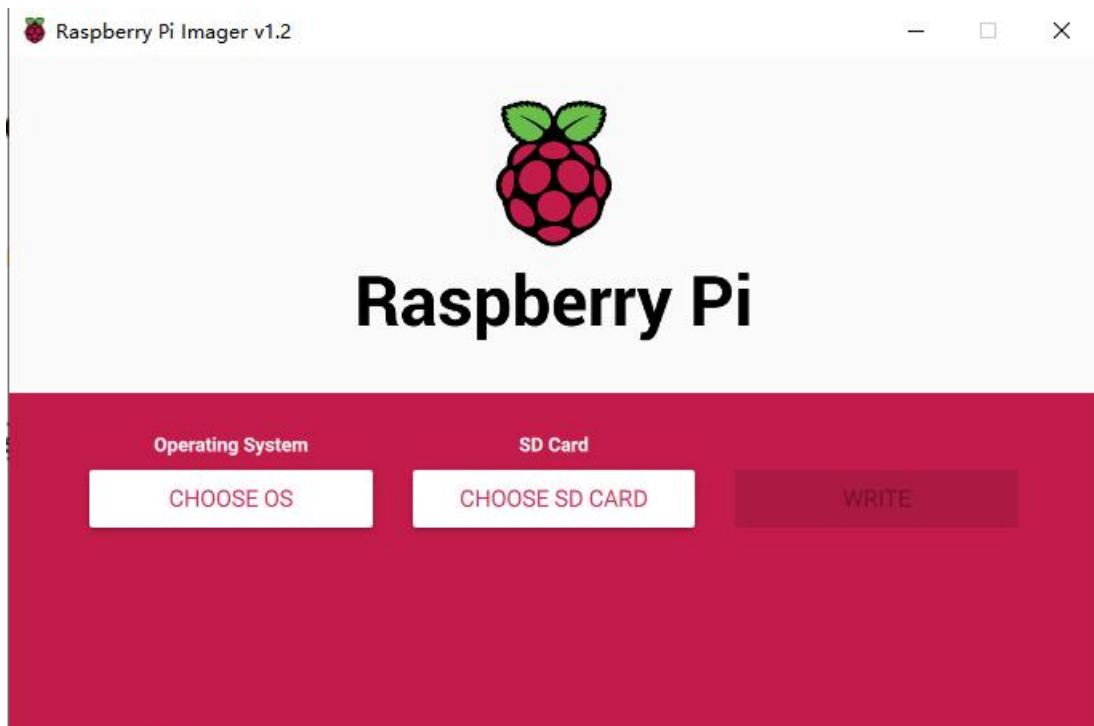 Raspberry Pi Imager v1.2
Raspberry Pi
Operating System
SD Card
CHOOSE OS
CHOOSE SD CARD
WRITE